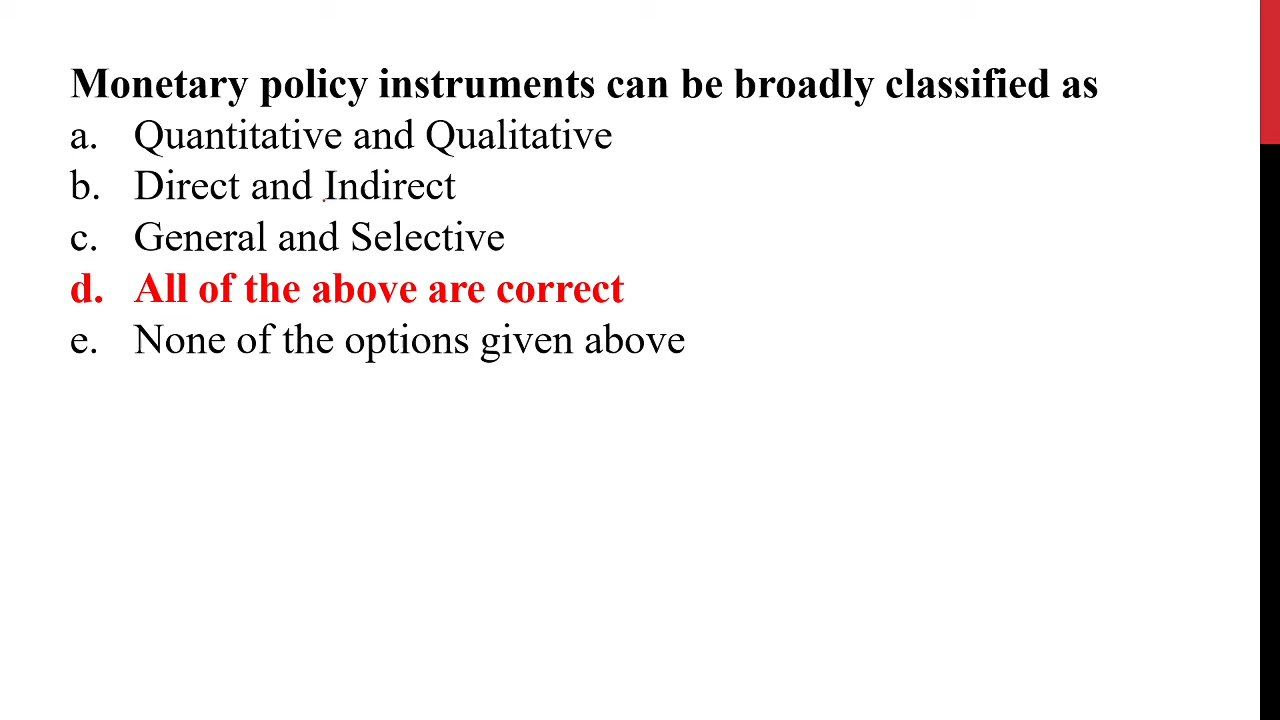 Monetary policy instruments can be broadly classified as
a. Quantitative and Qualitative
b. Direct and Indirect
c. General and Selective
d. All of the above are correct
e. None of the options given above